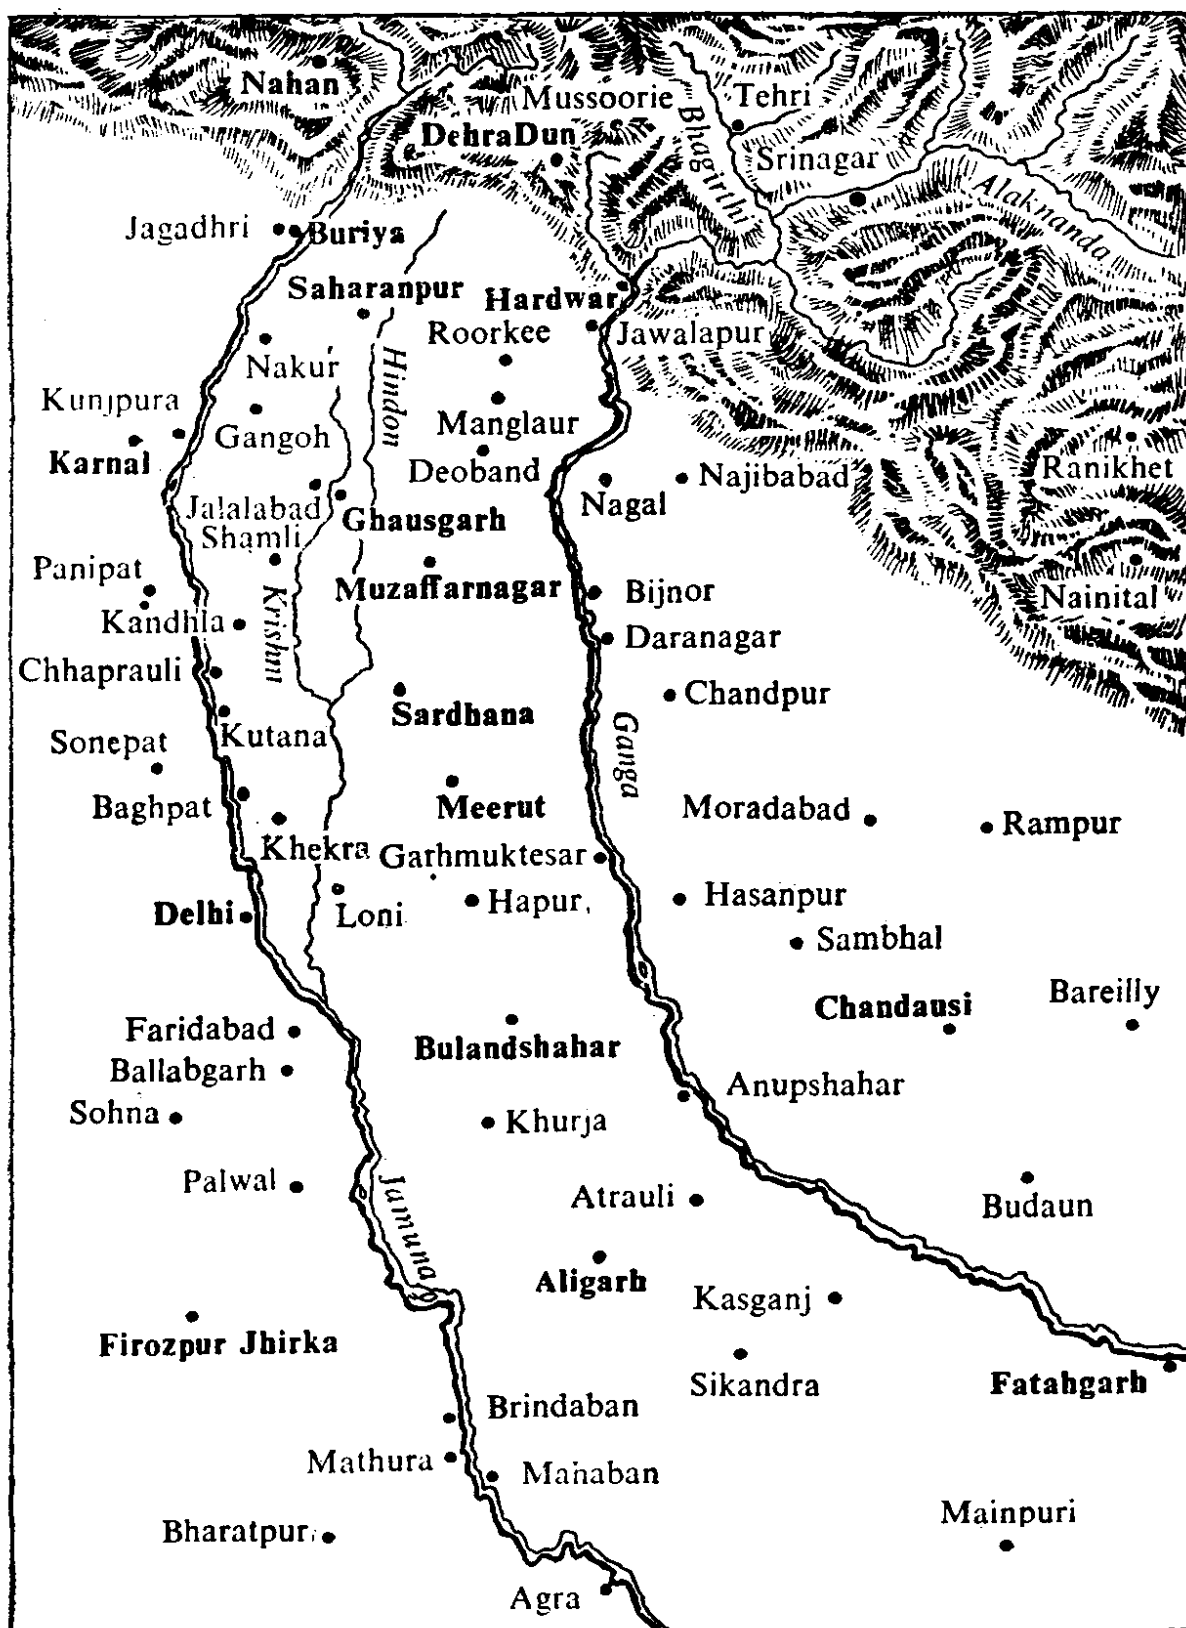 Nahan
Mussoorie
Tehri
DehraDun
Bhagirthi
Srinagar
Alaknanda
Jagadhri
Buriya
Saharanpur
Hardwar
Roorkee
Jawalapur
Nakur
Hindon
Kunjpura
Manglaur
Gangoh
Karnal
Deoband
Najibabad
Ranikhet
Nagal
Jalalabad
Ghausgarh
Shamli
Panipat
Muzaffarnagar
Bijnor
Nainital
Kandhla
Krishni
Daranagar
Chhaprauli
Chandpur
Sardhana
Kutana
Sonepat
Ganga
Baghpat
Meerut
Moradabad
Rampur
Khekra
Gathmuktesar
Hapur
Hasanpur
Delhi
Loni
Sambhal
Chandausi
Bareilly
Faridabad
Bulandshahar
Ballabgarh
Anupshahar
Sohna
Khurja
Palwal
Jamuna
Atrauli
Budaun
Aligarh
Kasganj
Firozpur Jhirka
Sikandra
Fatahgarh
Brindaban
Mathura
Mahaban
Bharatpur
Mainpuri
Agra